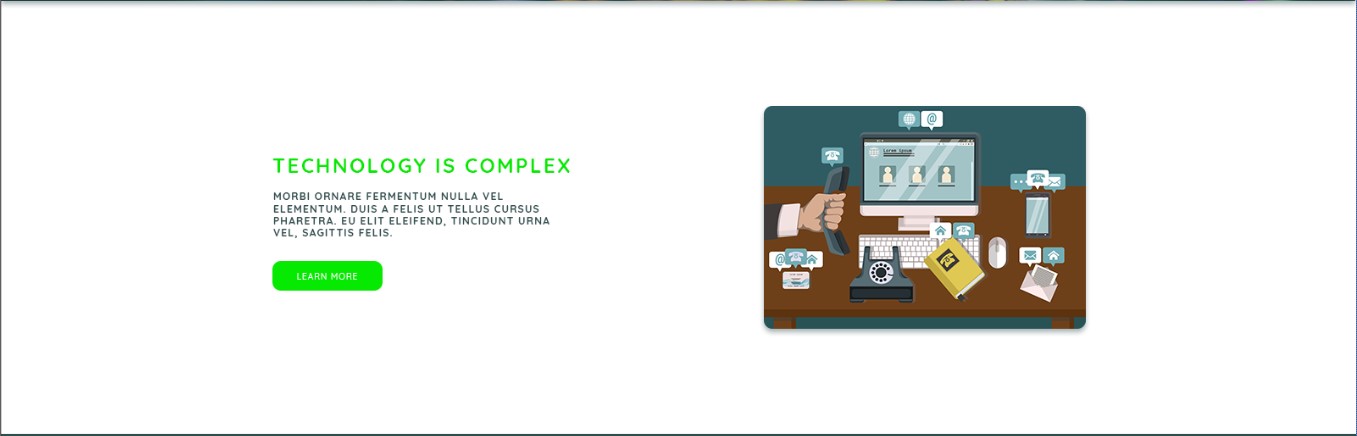 TECHNOLOGY IS COMPLEX
MORBI ORNARE FERMENTUM NULLA VEL
ELEMENTUM. DUIS A FELIS UT TELLUS CURSUS
PHARETRA. EU ELIT ELEIFEND, TINCIDUNT URNA
VEL, SAGITTIS FELIS.
LEARN MORE
Lorem ipsum
@
@